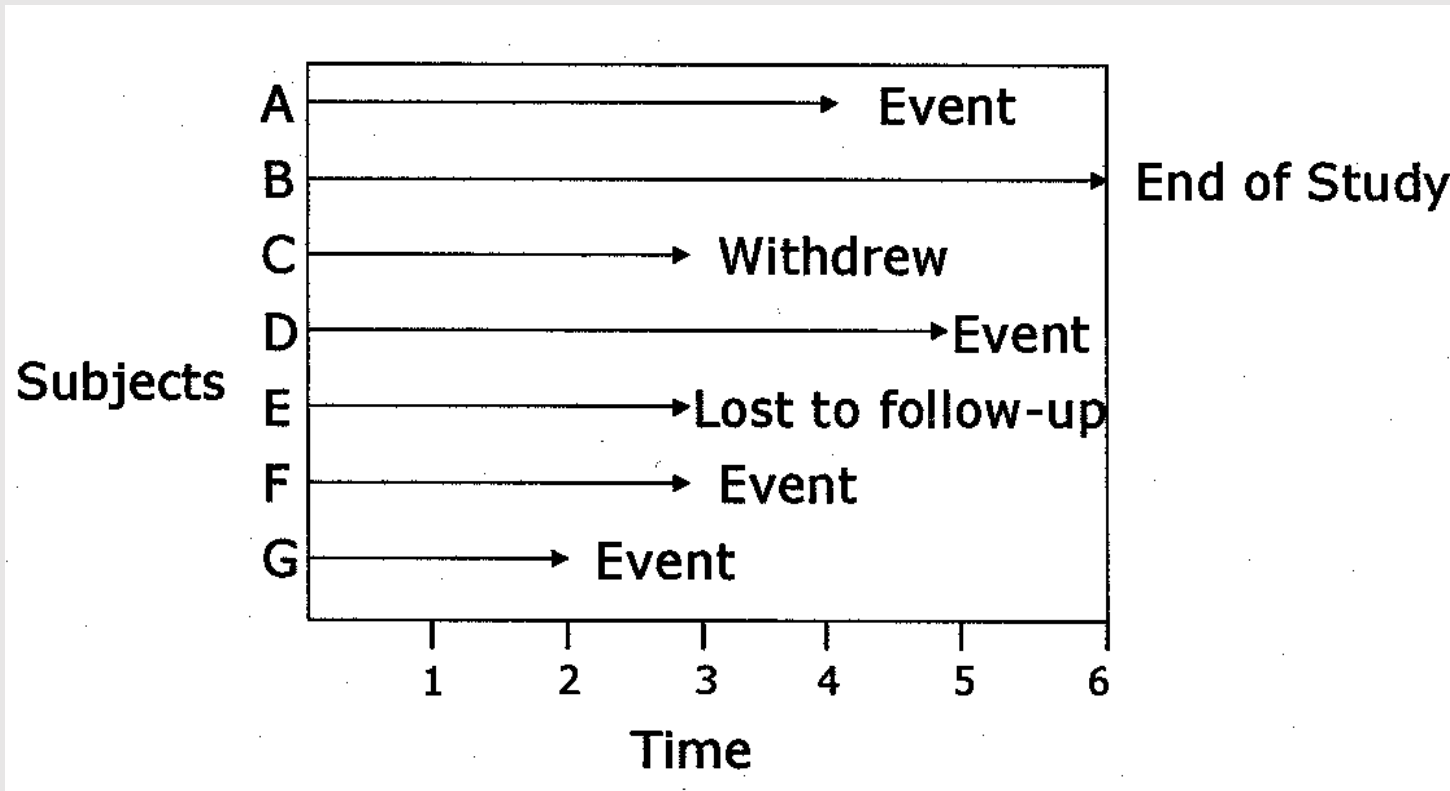 A Event
B End of Study
C Withdrew
D Event
Subjects
E Lost to follow-up
F Event
G Event
1 2 3 4 5 6
Time